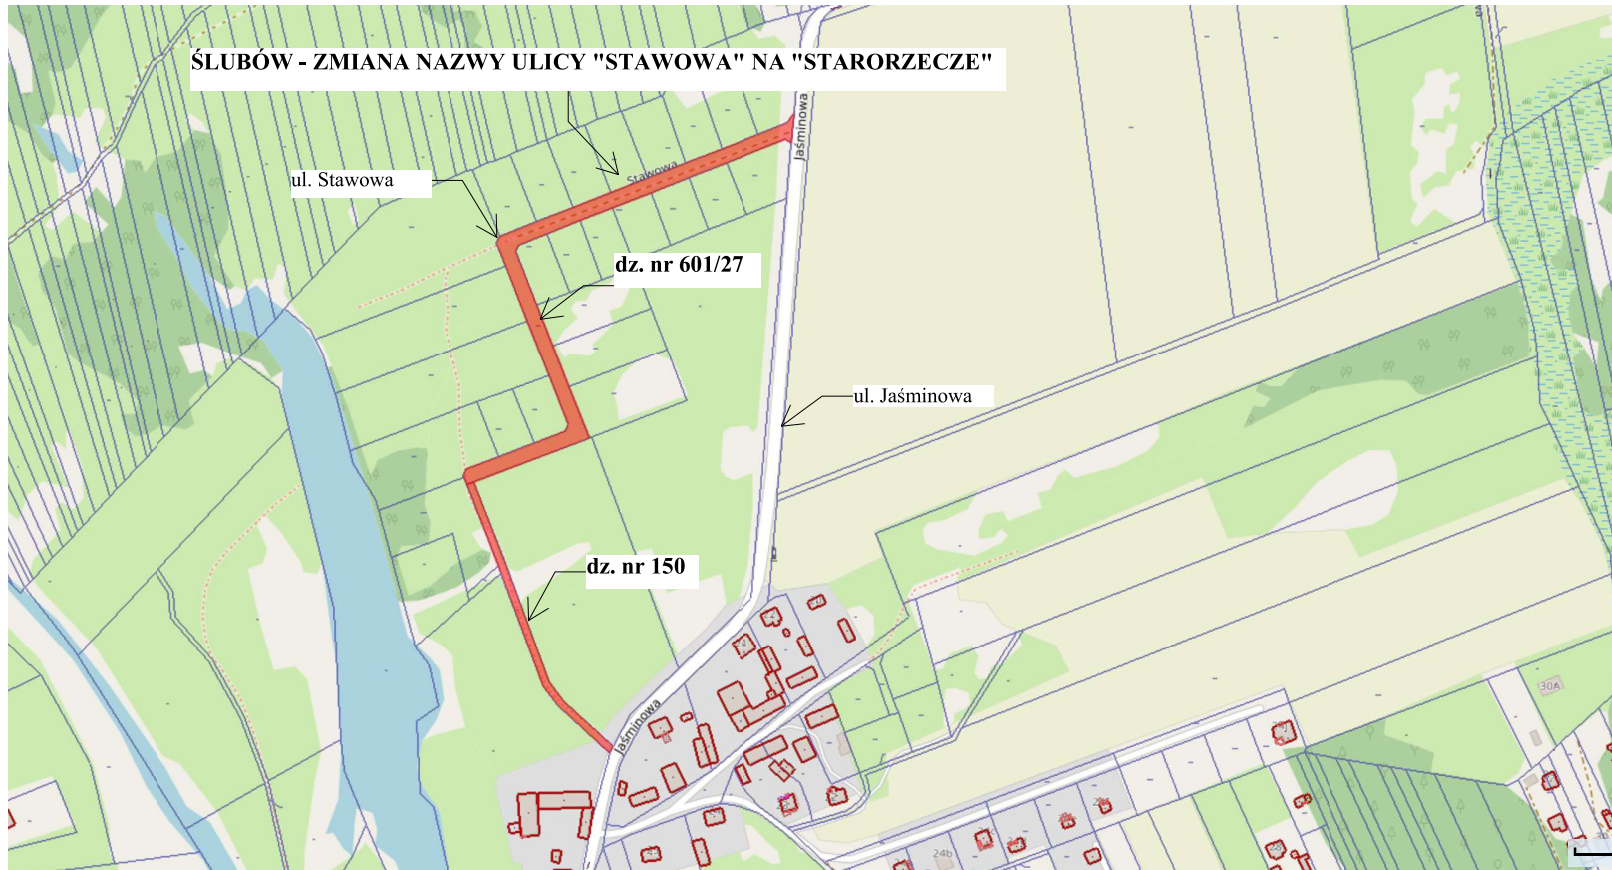 ŚLUBÓW - ZMIANA NAZWY ULICY "STAWOWA" NA "STARORZECZE"
Jaśminowa
Stawowa
ul. Stawowa
dz. nr 601/27
ul. Jaśminowa
dz. nr 150
30A
Jaśminowa
24b